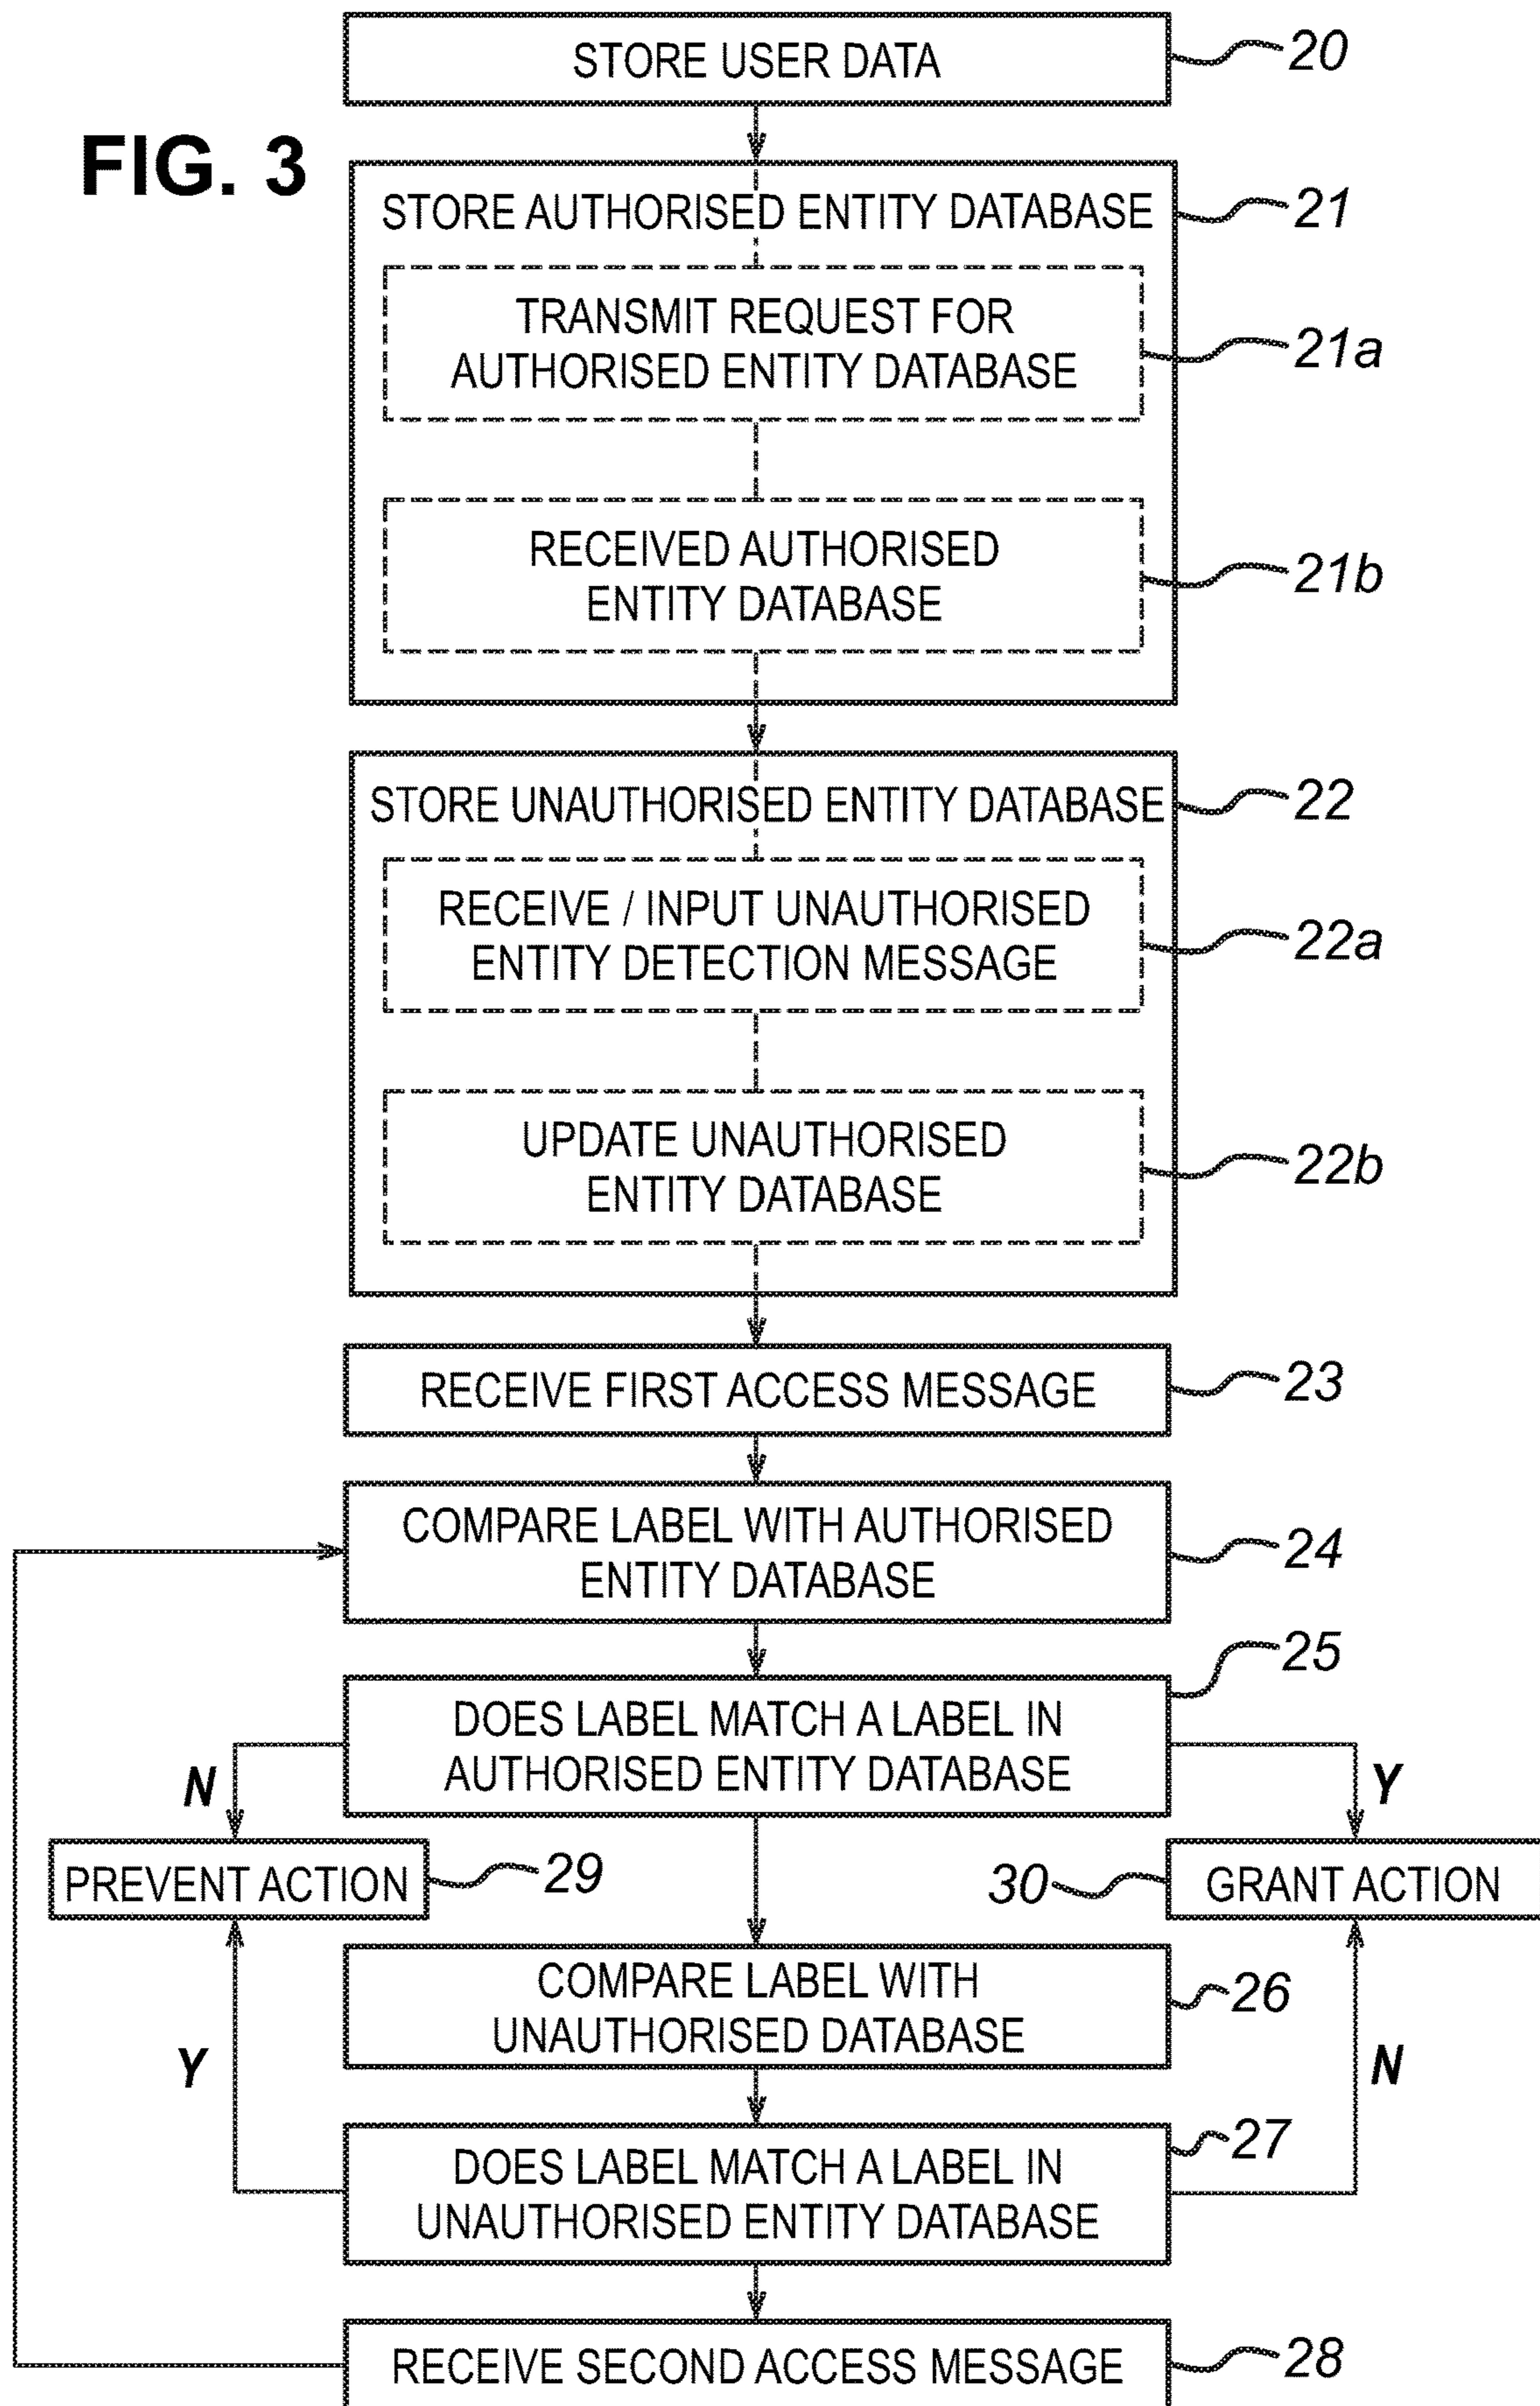 STORE USER DATA
20
FIG. 3
STORE AUTHORISED ENTITY DATABASE
21
TRANSMIT REQUEST FOR
AUTHORISED ENTITY DATABASE
21a
RECEIVED AUTHORISED
ENTITY DATABASE
21b
STORE UNAUTHORISED ENTITY DATABASE
22
RECEIVE / INPUT UNAUTHORISED
ENTITY DETECTION MESSAGE
22a
UPDATE UNAUTHORISED
ENTITY DATABASE
22b
RECEIVE FIRST ACCESS MESSAGE
23
COMPARE LABEL WITH AUTHORISED
ENTITY DATABASE
24
DOES LABEL MATCH A LABEL IN
AUTHORISED ENTITY DATABASE
25
N
Y
PREVENT ACTION
29
30
GRANT ACTION
COMPARE LABEL WITH
UNAUTHORISED DATABASE
26
Y
N
DOES LABEL MATCH A LABEL IN
UNAUTHORISED ENTITY DATABASE
27
RECEIVE SECOND ACCESS MESSAGE
28